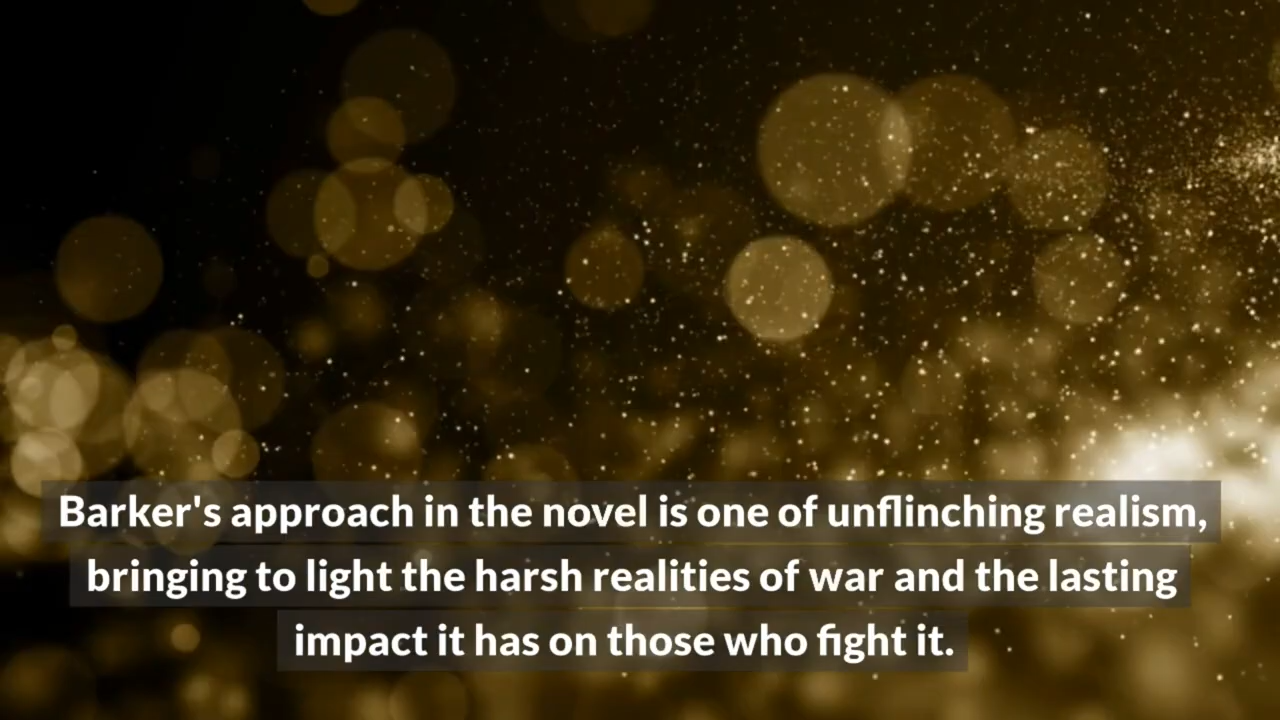 Barker's approach in the novel is one of unflinching realism,
bringing to light the harsh realities of war and the lasting
impact it has on those who fight it.